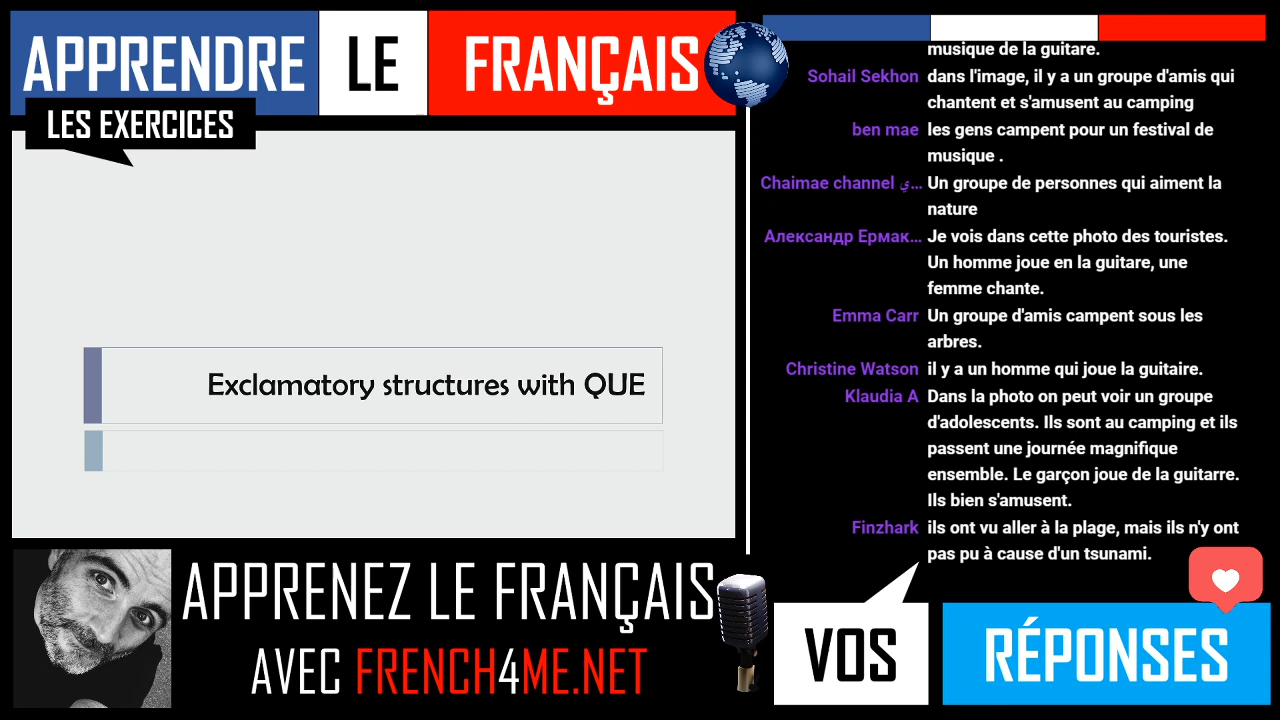 APPRENDRE LE FRANÇAIS
LES EXERCICES
Exclamatory structures with QUE
APPRENEZ LE FRANÇAIS
AVEC FRENCH4ME.NET
musique de la guitare.
Sohail Sekhon dans l'image, il y a un groupe d'amis qui
chantent et s'amusent au camping
ben mae les gens campent pour un festival de
musique .
Chaimae channel ي... Un groupe de personnes qui aiment la
nature
Александр Ермак... Je vois dans cette photo des touristes.
Un homme joue en la guitare, une
femme chante.
Emma Carr Un groupe d'amis campent sous les
arbres.
Christine Watson il y a un homme qui joue la guitaire.
Klaudia A Dans la photo on peut voir un groupe
d'adolescents. Ils sont au camping et ils
passent une journée magnifique
ensemble. Le garçon joue de la guitarre.
Ils bien s'amusent.
Finzhark ils ont vu aller à la plage, mais ils n'y ont
pas pu à cause d'un tsunami.
VOS RÉPONSES